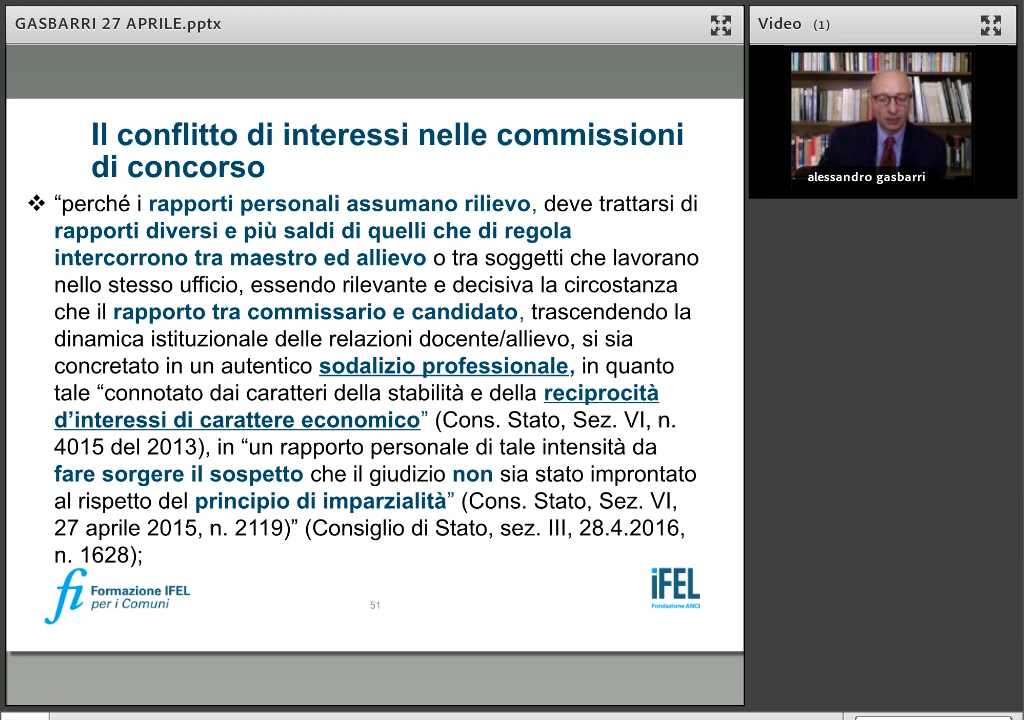 GASBARRI 27 APRILE.pptx
Video (1)
alessandro gasbarri
Il conflitto di interessi nelle commissioni
di concorso
❖ “perché i rapporti personali assumano rilievo, deve trattarsi di
rapporti diversi e più saldi di quelli che di regola
intercorrono tra maestro ed allievo o tra soggetti che lavorano
nello stesso ufficio, essendo rilevante e decisiva la circostanza
che il rapporto tra commissario e candidato, trascendendo la
dinamica istituzionale delle relazioni docente/allievo, si sia
concretato in un autentico sodalizio professionale, in quanto
tale “connotato dai caratteri della stabilità e della reciprocità
d’interessi di carattere economico” (Cons. Stato, Sez. VI, n.
4015 del 2013), in “un rapporto personale di tale intensità da
fare sorgere il sospetto che il giudizio non sia stato improntato
al rispetto del principio di imparzialità” (Cons. Stato, Sez. VI,
27 aprile 2015, n. 2119)” (Consiglio di Stato, sez. III, 28.4.2016,
n. 1628);
fi Formazione IFEL
per i Comuni
51
iFEL
Fondazione ANCI